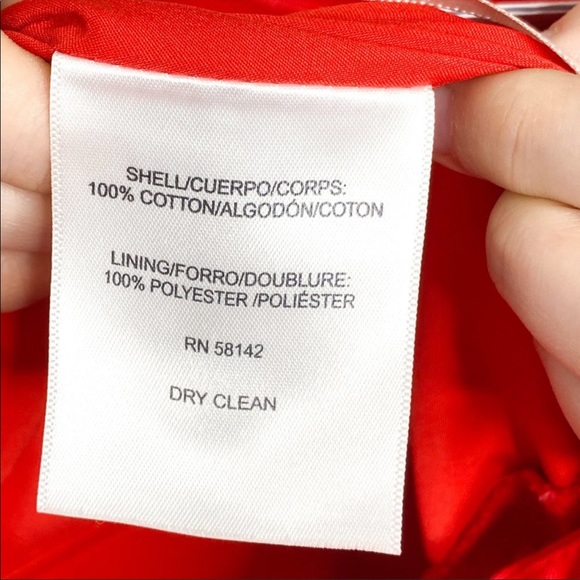 SHELL/CUERPO/CORPS:
100% COTTON/ALGODÓN/COTON
LINING/FORRO/DOUBLURE:
100% POLYESTER /POLIÉSTER
RN 58142
DRY CLEAN